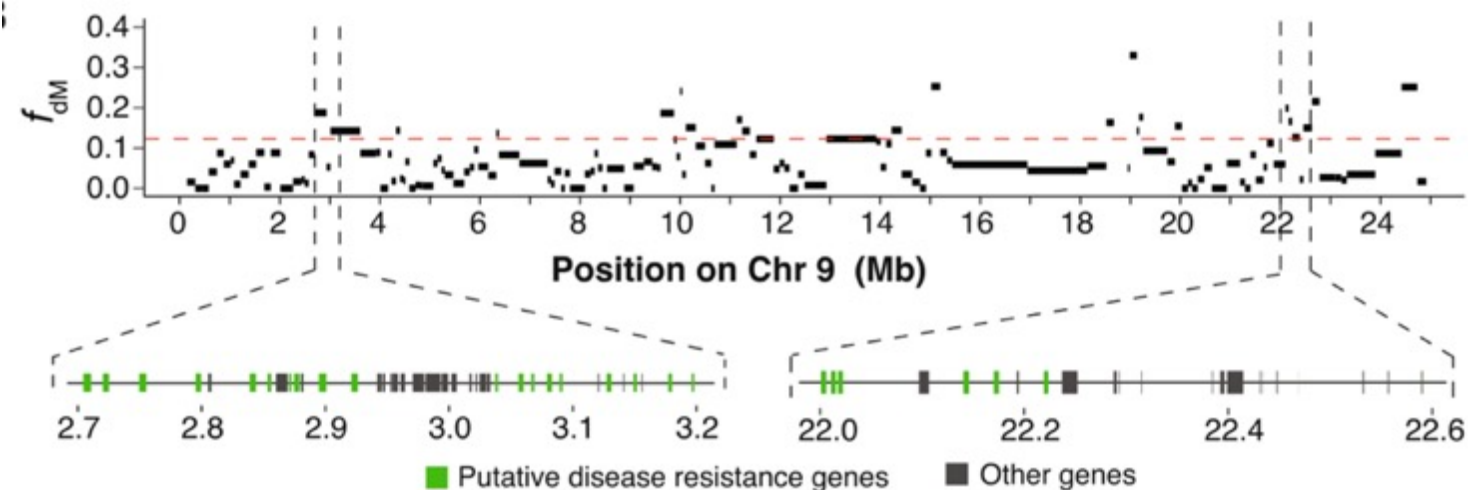 0.4
0.3
0.2
0.1
0.0
fdM
0 2 4 6 8 10 12 14 16 18 20 22 24
Position on Chr 9 (Mb)
2.7 2.8 2.9 3.0 3.1 3.2
22.0 22.2 22.4 22.6
Putative disease resistance genes
Other genes